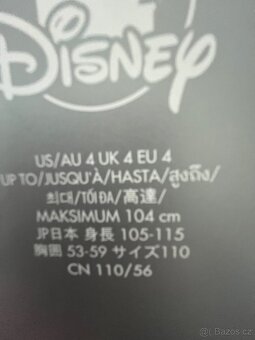 DISNEY
US/AU 4 UK 4 EU 4
UP TO/JUSQU'À/HASTA/สูงถึง/
최대/TỐI ĐA/高達/
MAKSIMUM 104 cm
JP日本 身長 105-115
胸囲 53-59 サイズ110
CN 110/56
Bazos.cz